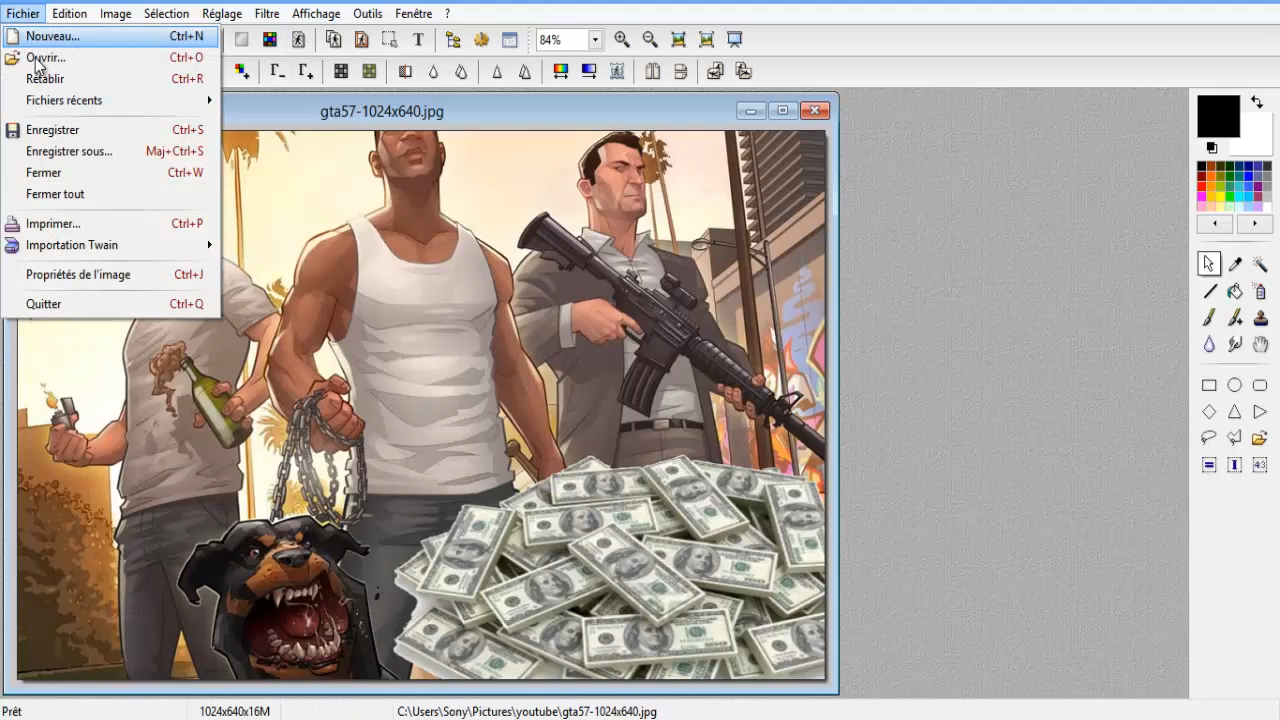 Fichier Edition Image Sélection Réglage Filtre Affichage Outils Fenêtre ?
Nouveau... Ctrl+N
Ouvrir... Ctrl+O
Rétablir Ctrl+R
Fichiers récents
Enregistrer Ctrl+S
Enregistrer sous... Maj+Ctrl+S
Fermer Ctrl+W
Fermer tout
Imprimer... Ctrl+P
Importation Twain
Propriétés de l'image Ctrl+J
Quitter Ctrl+Q
T 84%
Γ- Γ+
gta57-1024x640.jpg
4:3
Prêt 1024x640x16M C:\Users\Sony\Pictures\youtube\gta57-1024x640.jpg